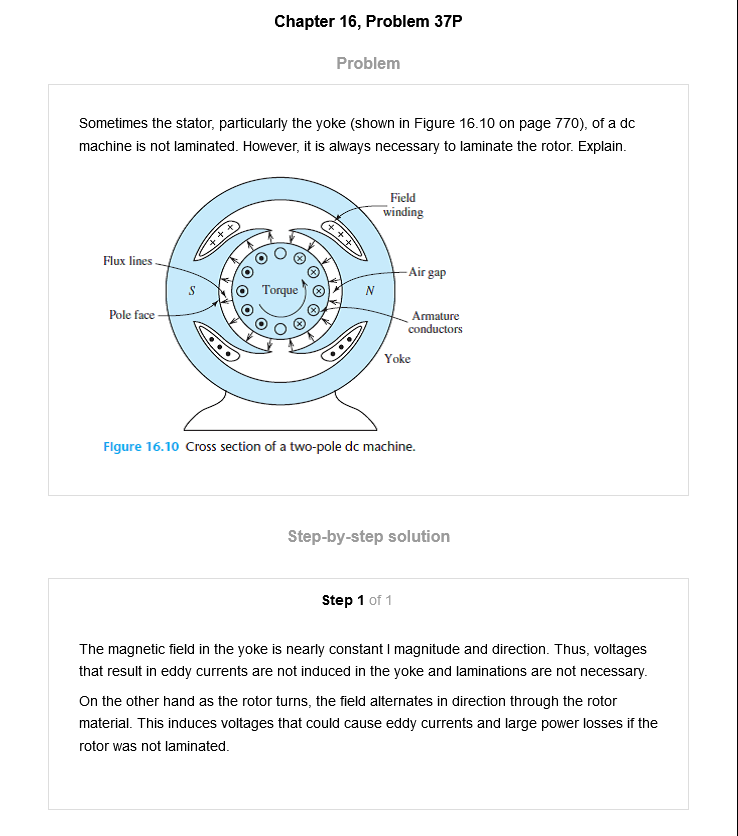 Chapter 16, Problem 37P
Problem
Sometimes the stator, particularly the yoke (shown in Figure 16.10 on page 770), of a dc
machine is not laminated. However, it is always necessary to laminate the rotor. Explain.
Field
winding
Flux lines
Air gap
S
Torque
N
Pole face
Armature
conductors
Yoke
Figure 16.10 Cross section of a two-pole dc machine.
Step-by-step solution
Step 1 of 1
The magnetic field in the yoke is nearly constant I magnitude and direction. Thus, voltages
that result in eddy currents are not induced in the yoke and laminations are not necessary.
On the other hand as the rotor turns, the field alternates in direction through the rotor
material. This induces voltages that could cause eddy currents and large power losses if the
rotor was not laminated.